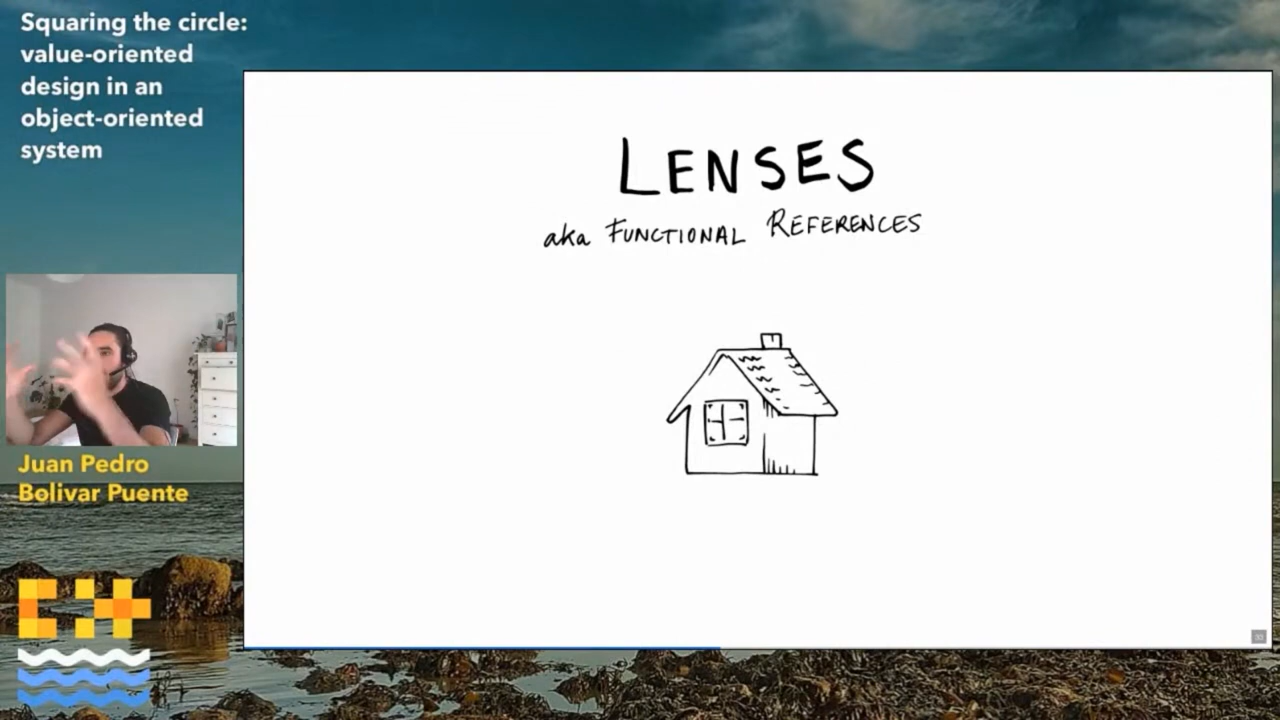 Squaring the circle:
value-oriented
design in an
object-oriented
system
LENSES
aka FUNCTIONAL REFERENCES
Juan Pedro
Bolivar Puente
C++